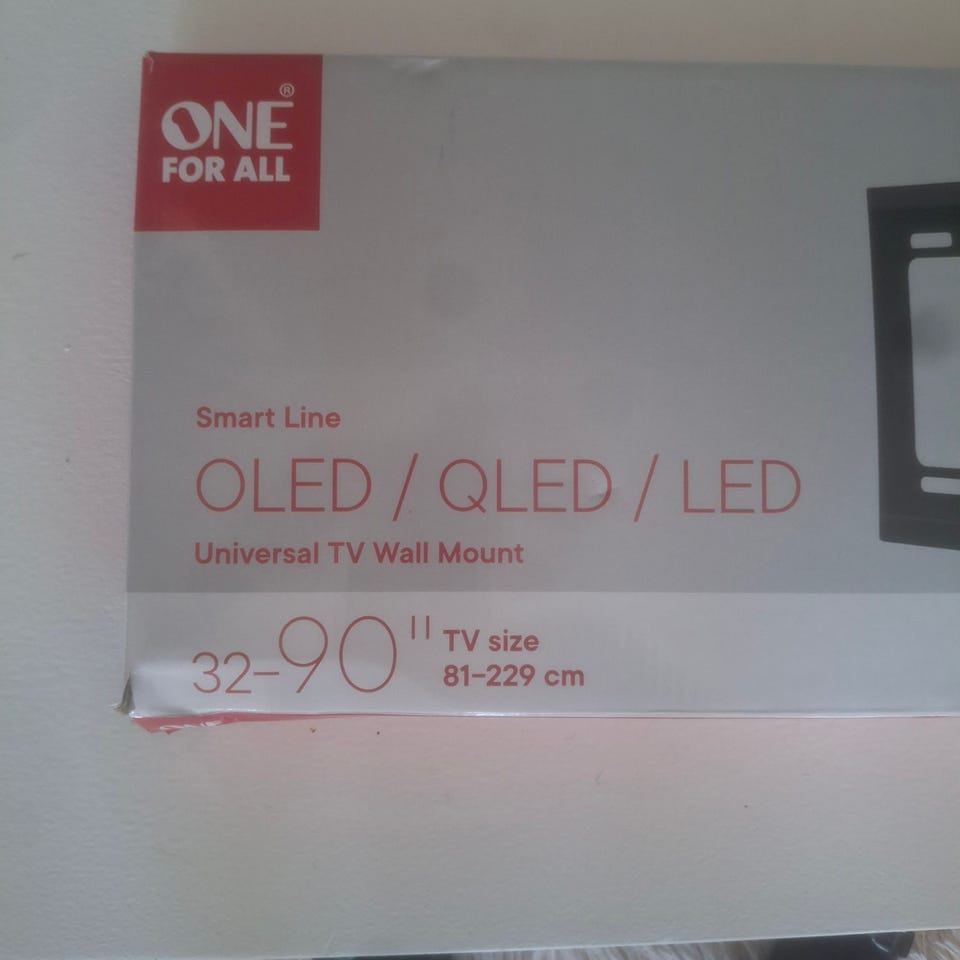 ONE®
FOR ALL
Smart Line
OLED / QLED / LED
Universal TV Wall Mount
32-90" TV size
81-229 cm